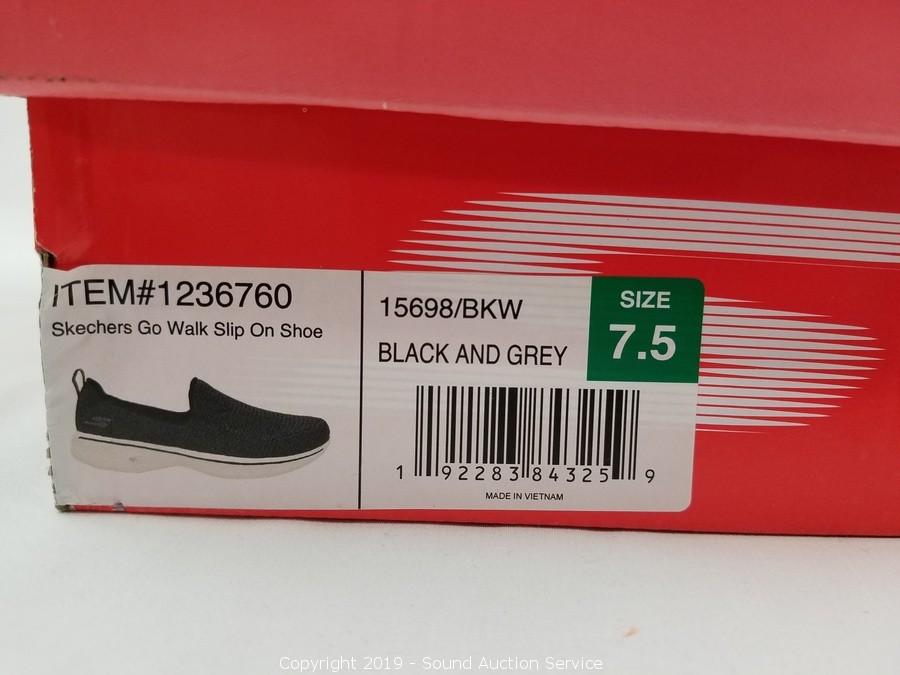 ITEM#1236760
Skechers Go Walk Slip On Shoe
15698/BKW
BLACK AND GREY
SIZE
7.5
1 92283 84325 9
MADE IN VIETNAM
Copyright 2019 - Sound Auction Service